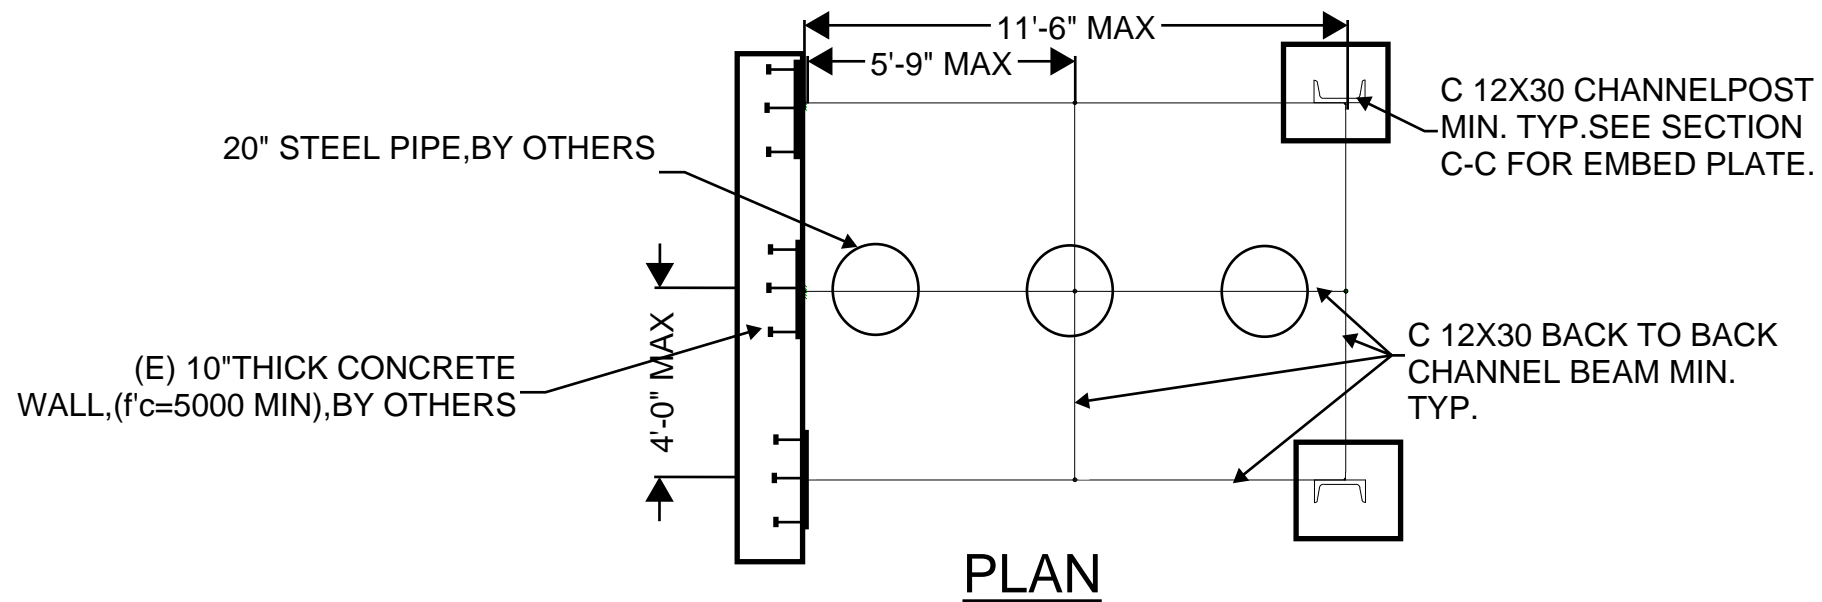 11'-6" MAX
5'-9" MAX
C 12X30 CHANNELPOST
MIN. TYP.SEE SECTION
C-C FOR EMBED PLATE.
20" STEEL PIPE,BY OTHERS
4'-0" MAX
(E) 10"THICK CONCRETE
WALL,(f'c=5000 MIN),BY OTHERS
C 12X30 BACK TO BACK
CHANNEL BEAM MIN.
TYP.
PLAN